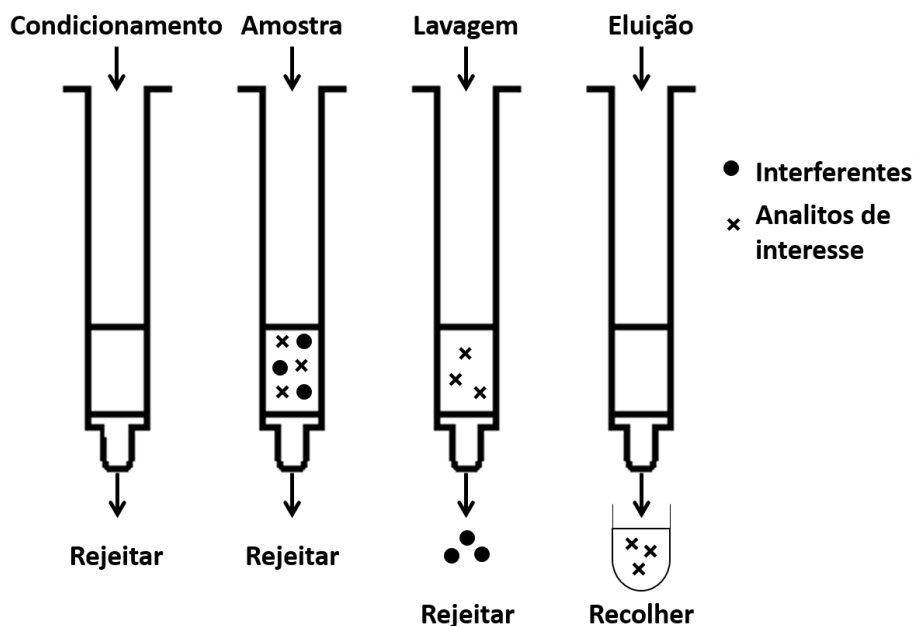 Condicionamento
Amostra
Lavagem
Eluição
Interferentes
Analitos de
interesse
Rejeitar
Rejeitar
Rejeitar
Recolher